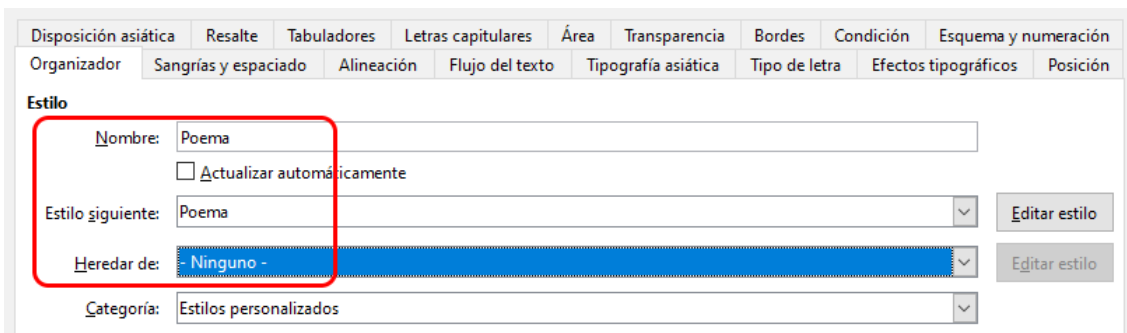 Disposición asiática Resalte Tabuladores Letras capitulares Área Transparencia Bordes Condición Esquema y numeración
Organizador Sangrías y espaciado Alineación Flujo del texto Tipografía asiática Tipo de letra Efectos tipográficos Posición
Estilo
Nombre: Poema
Actualizar automáticamente
Estilo siguiente: Poema Editar estilo
Heredar de: - Ninguno - Editar estilo
Categoría: Estilos personalizados